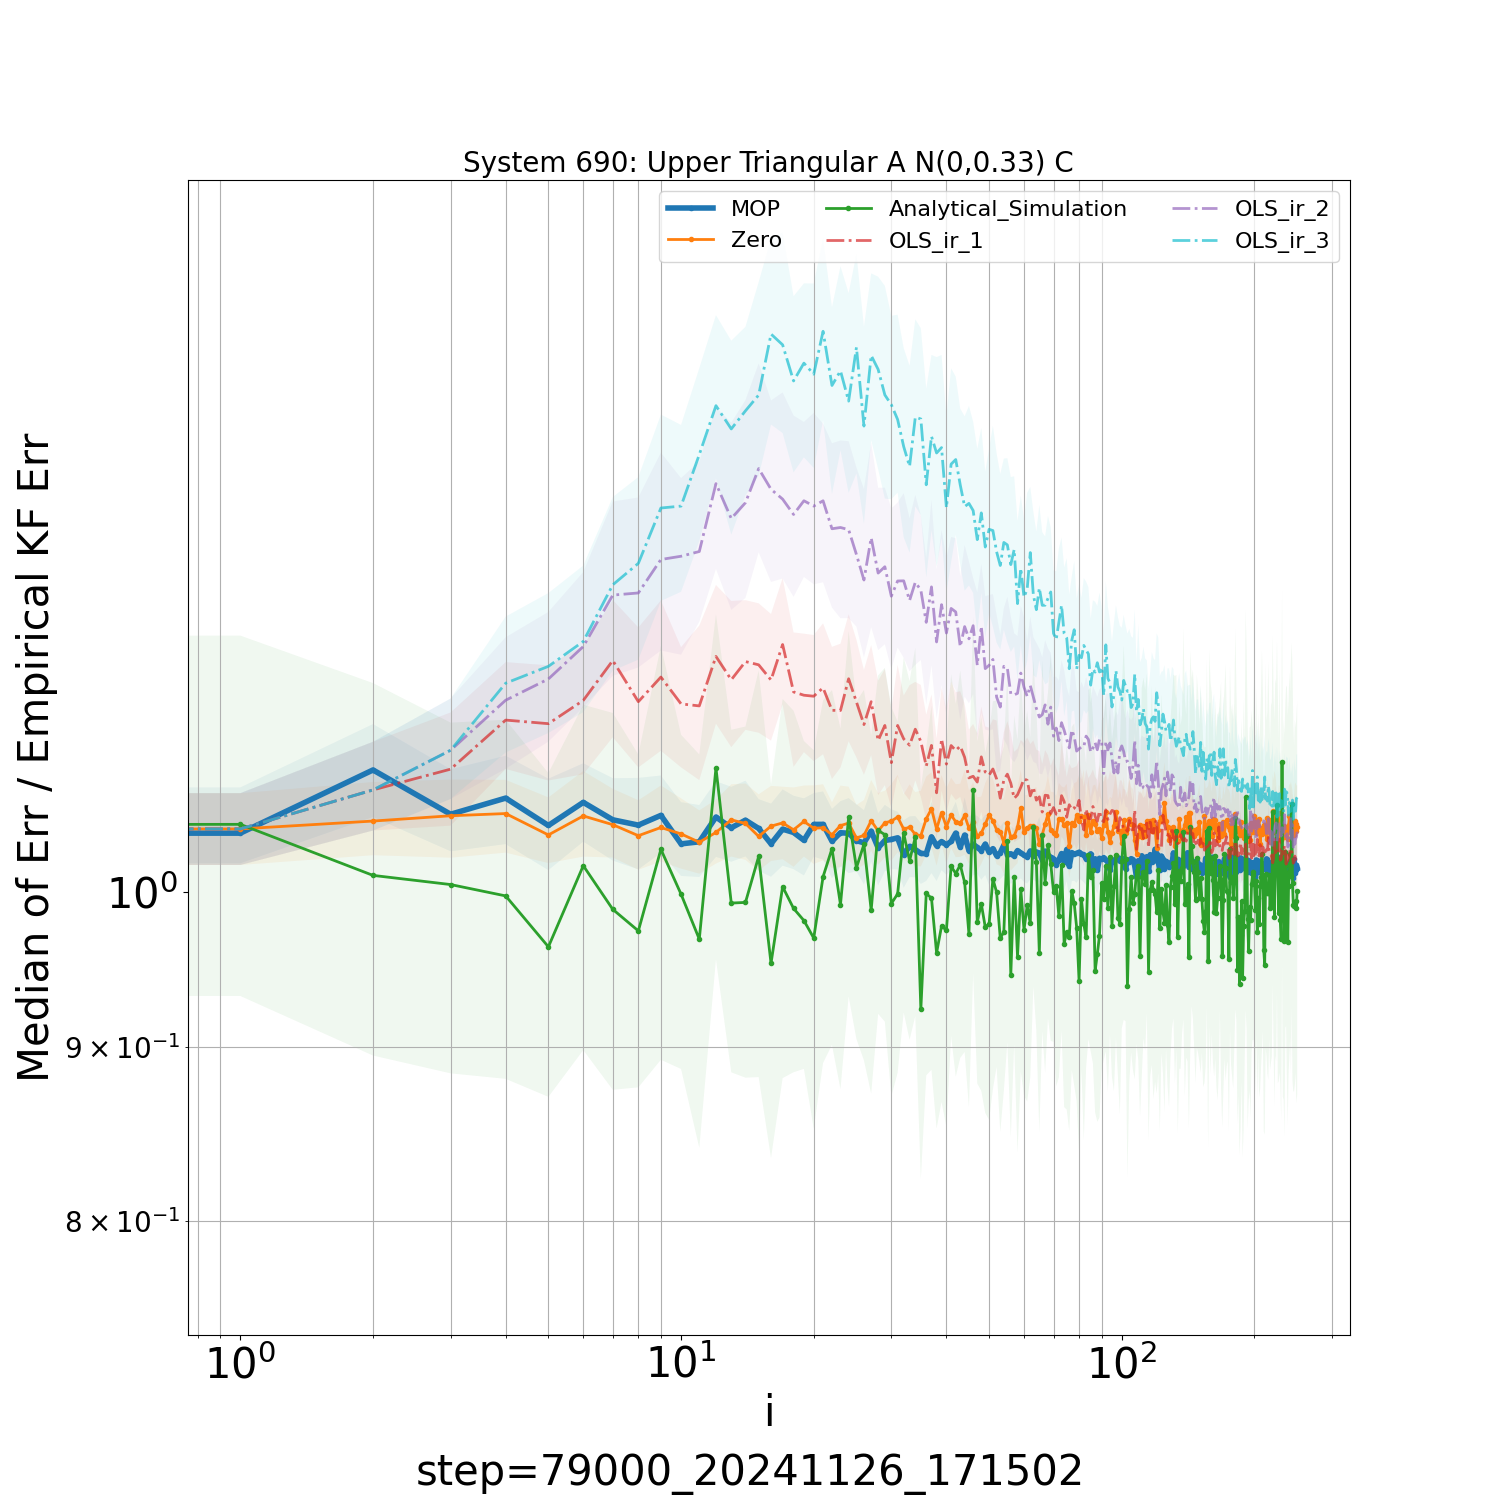 System 690: Upper Triangular A N(0,0.33) C
MOP
Zero
Analytical_Simulation
OLS_ir_1
OLS_ir_2
OLS_ir_3
Median of Err / Empirical KF Err
10⁰
9 × 10⁻¹
8 × 10⁻¹
10⁰ 10¹ 10²
i
step=79000_20241126_171502